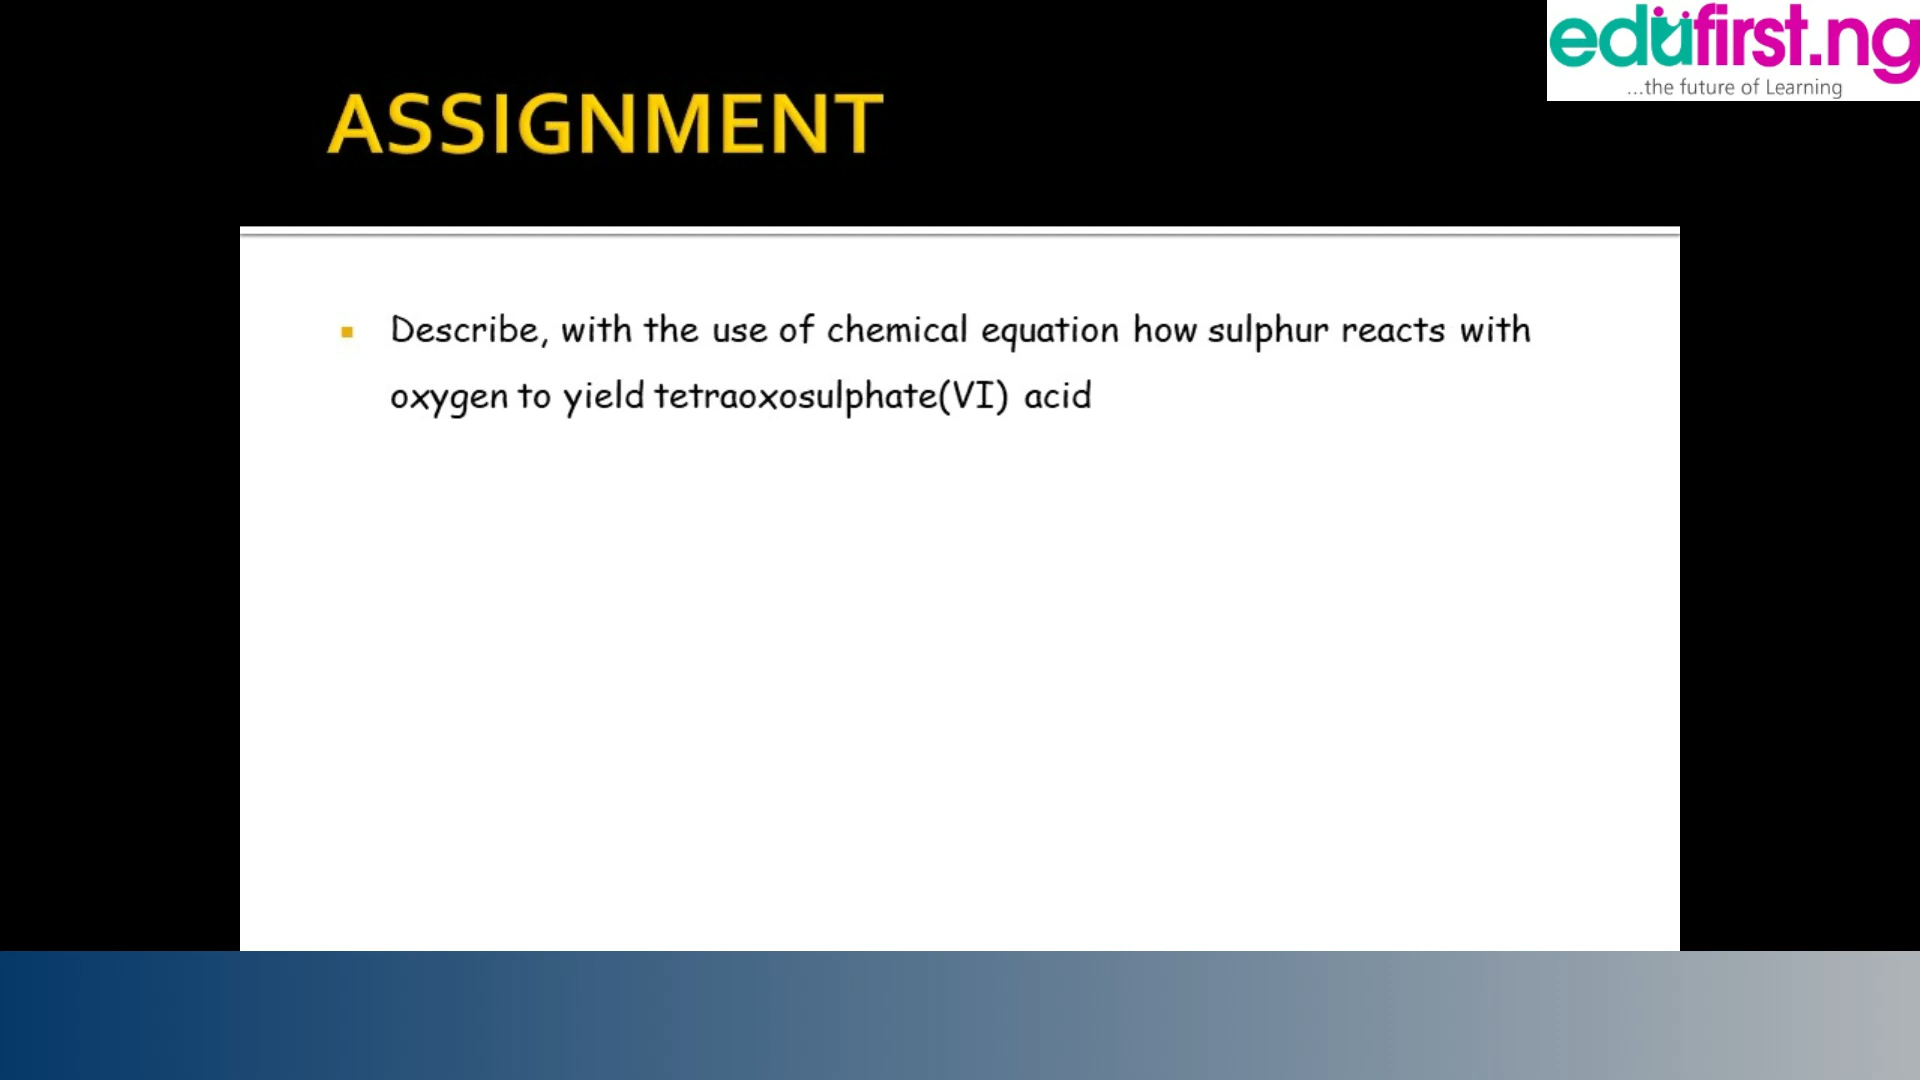 edufirst.ng
...the future of Learning
ASSIGNMENT
Describe, with the use of chemical equation how sulphur reacts with
oxygen to yield tetraoxosulphate(VI) acid